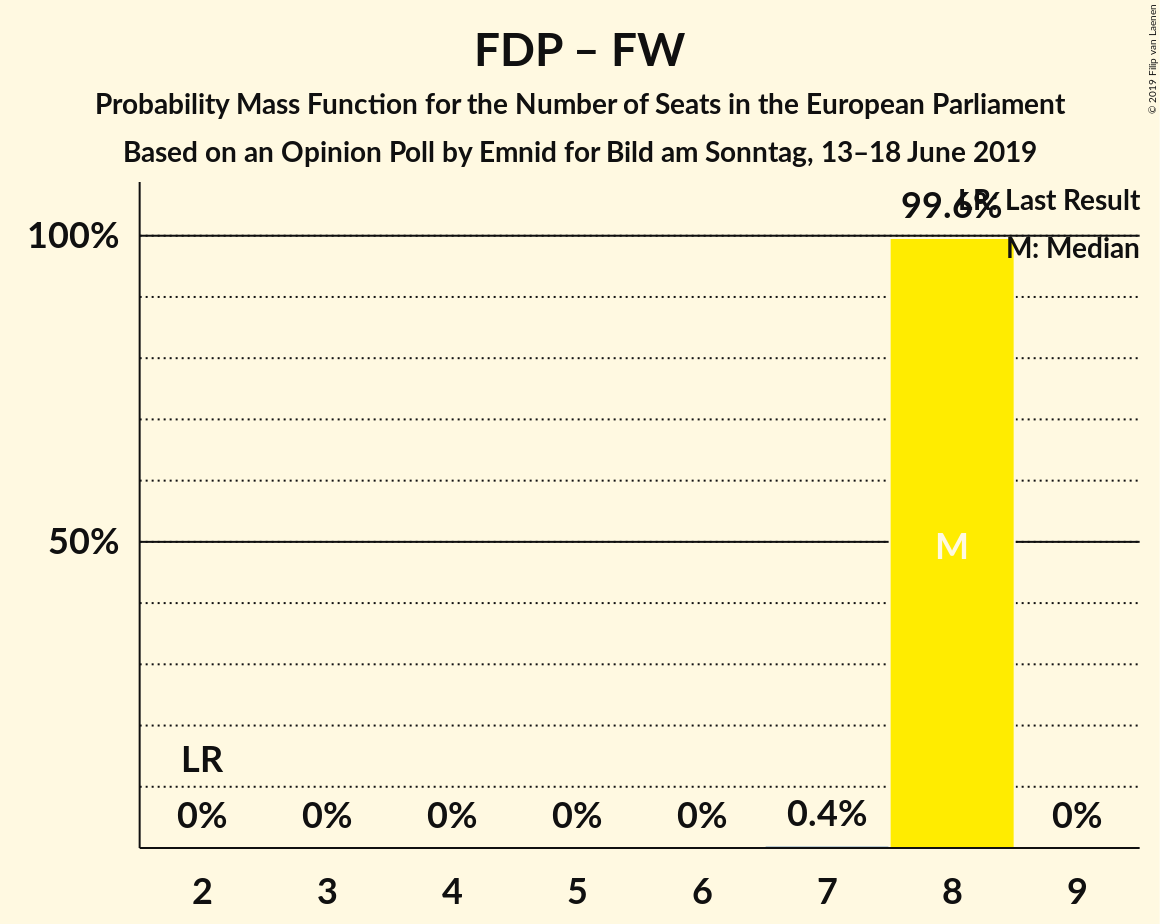 FDP – FW
Probability Mass Function for the Number of Seats in the European Parliament
Based on an Opinion Poll by Emnid for Bild am Sonntag, 13–18 June 2019
© 2019 Filip van Laenen
99.6%
LR: Last Result
M: Median
100%
50%
M
LR
0% 0% 0% 0% 0% 0.4% 0%
2 3 4 5 6 7 8 9